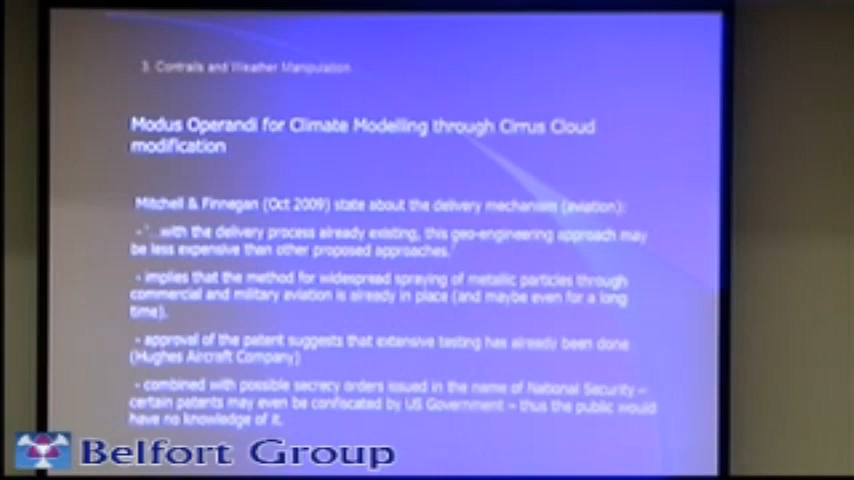 3. Contrails and Weather Manipulation
Modus Operandi for Climate Modelling through Cirrus Cloud
modification
Mitchell & Finnegan (Oct 2009) state about the delivery mechanism (aviation):
- '...with the delivery process already existing, this geo-engineering approach may
be less expensive than other proposed approaches.'
- implies that the method for widespread spraying of metallic particles through
commercial and military aviation is already in place (and maybe even for a long
time).
- approval of the patent suggests that extensive testing has already been done
(Hughes Aircraft Company)
- combined with possible secrecy orders issued in the name of National Security –
certain patents may even be confiscated by US Government – thus the public would
have no knowledge of it.
Belfort Group